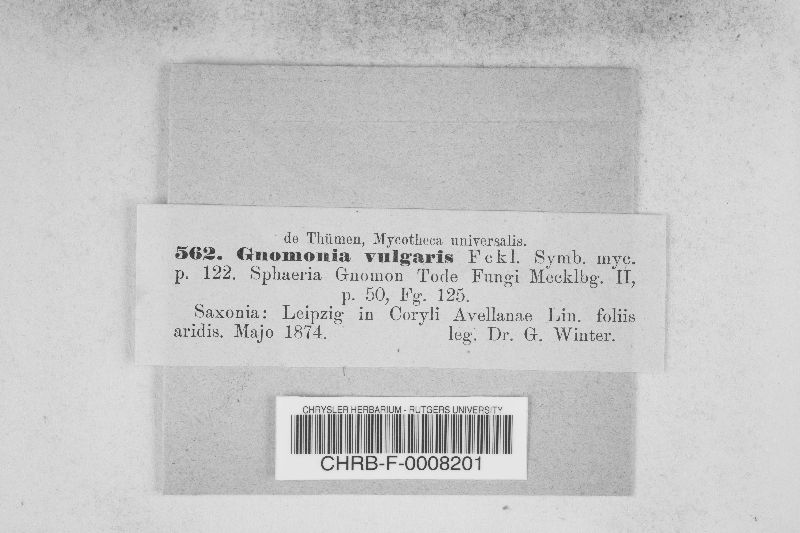 de Thümen, Mycotheca universalis.
562. Gnomonia vulgaris Fckl. Symb. myc.
p. 122. Sphaeria Gnomon Tode Fungi Mecklbg. II,
p. 50, Fg. 125.
Saxonia: Leipzig in Coryli Avellanae Lin. foliis
aridis. Majo 1874. leg. Dr. G. Winter.
CHRYSLER HERBARIUM - RUTGERS UNIVERSITY
CHRB-F-0008201